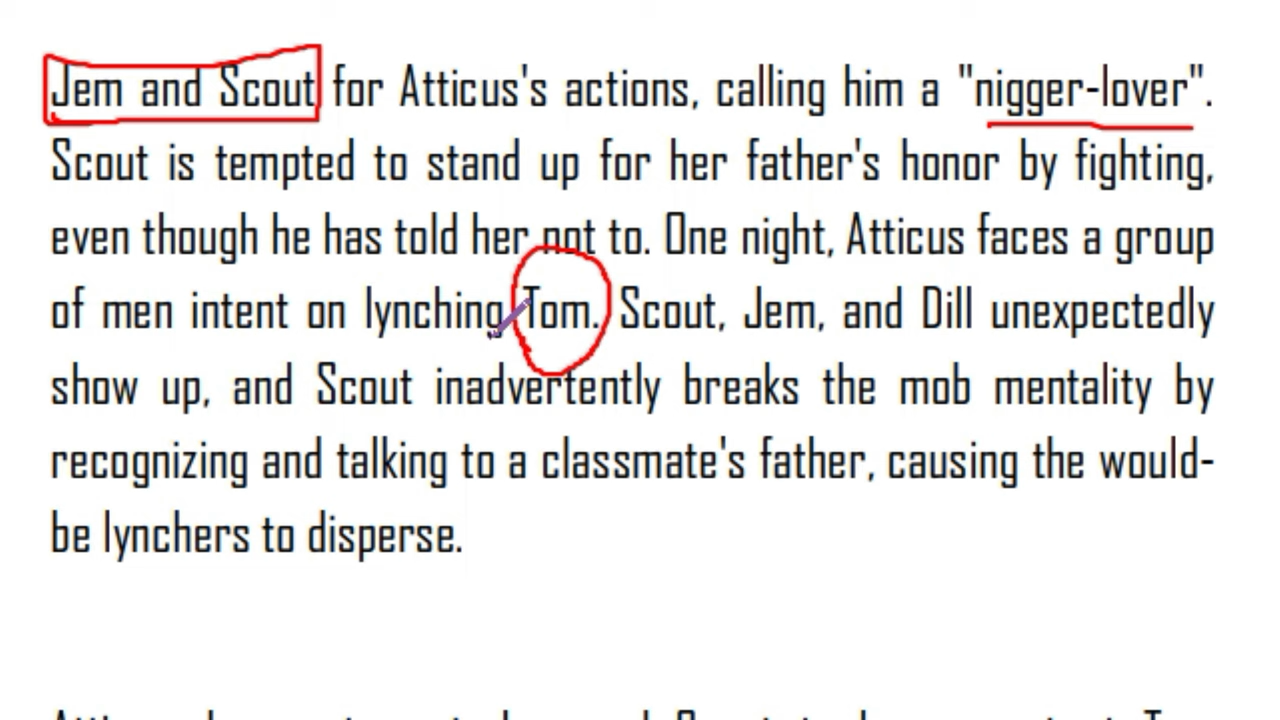 Jem and Scout for Atticus's actions, calling him a "nigger-lover".
Scout is tempted to stand up for her father's honor by fighting,
even though he has told her not to. One night, Atticus faces a group
of men intent on lynching Tom. Scout, Jem, and Dill unexpectedly
show up, and Scout inadvertently breaks the mob mentality by
recognizing and talking to a classmate's father, causing the would-
be lynchers to disperse.